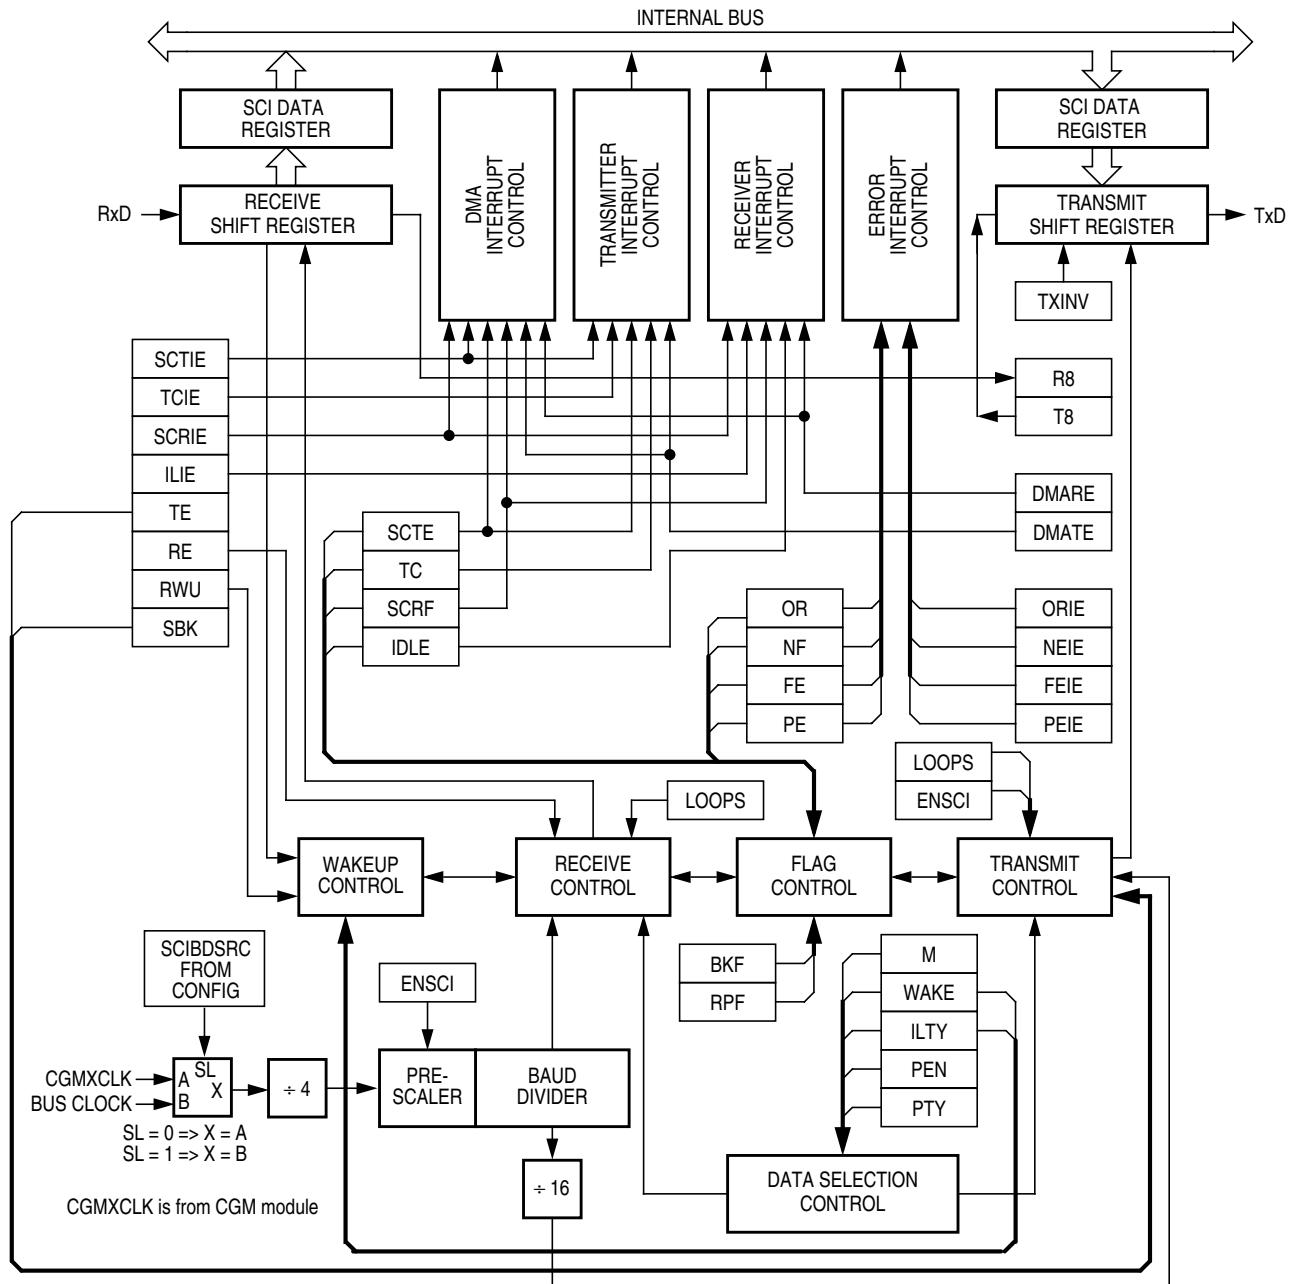 INTERNAL BUS
SCI DATA
REGISTER
DMA
INTERRUPT
CONTROL
TRANSMITTER
INTERRUPT
CONTROL
RECEIVER
INTERRUPT
CONTROL
ERROR
INTERRUPT
CONTROL
SCI DATA
REGISTER
RxD
RECEIVE
SHIFT REGISTER
TRANSMIT
SHIFT REGISTER
TxD
TXINV
SCTIE
TCIE
SCRIE
ILIE
TE
RE
RWU
SBK
R8
T8
DMARE
DMATE
SCTE
TC
SCRF
IDLE
OR
NF
FE
PE
ORIE
NEIE
FEIE
PEIE
LOOPS
ENSCI
LOOPS
WAKEUP
CONTROL
RECEIVE
CONTROL
FLAG
CONTROL
TRANSMIT
CONTROL
SCIBDSRC
FROM
CONFIG
ENSCI
BKF
RPF
M
WAKE
ILTY
PEN
PTY
CGMXCLK
BUS CLOCK
SL
A
X
B
÷ 4
PRE-
SCALER
BAUD
DIVIDER
SL = 0 => X = A
SL = 1 => X = B
÷ 16
DATA SELECTION
CONTROL
CGMXCLK is from CGM module